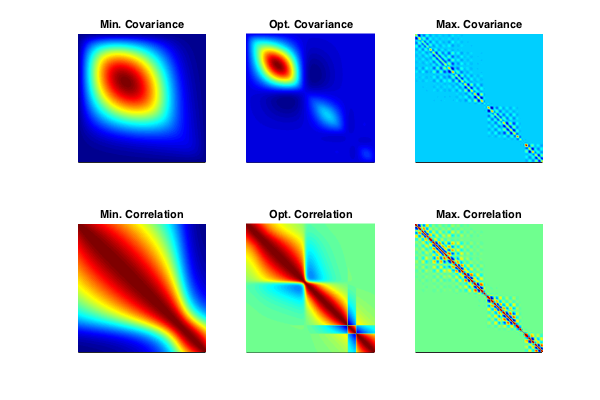 Min. Covariance
Opt. Covariance
Max. Covariance
Min. Correlation
Opt. Correlation
Max. Correlation